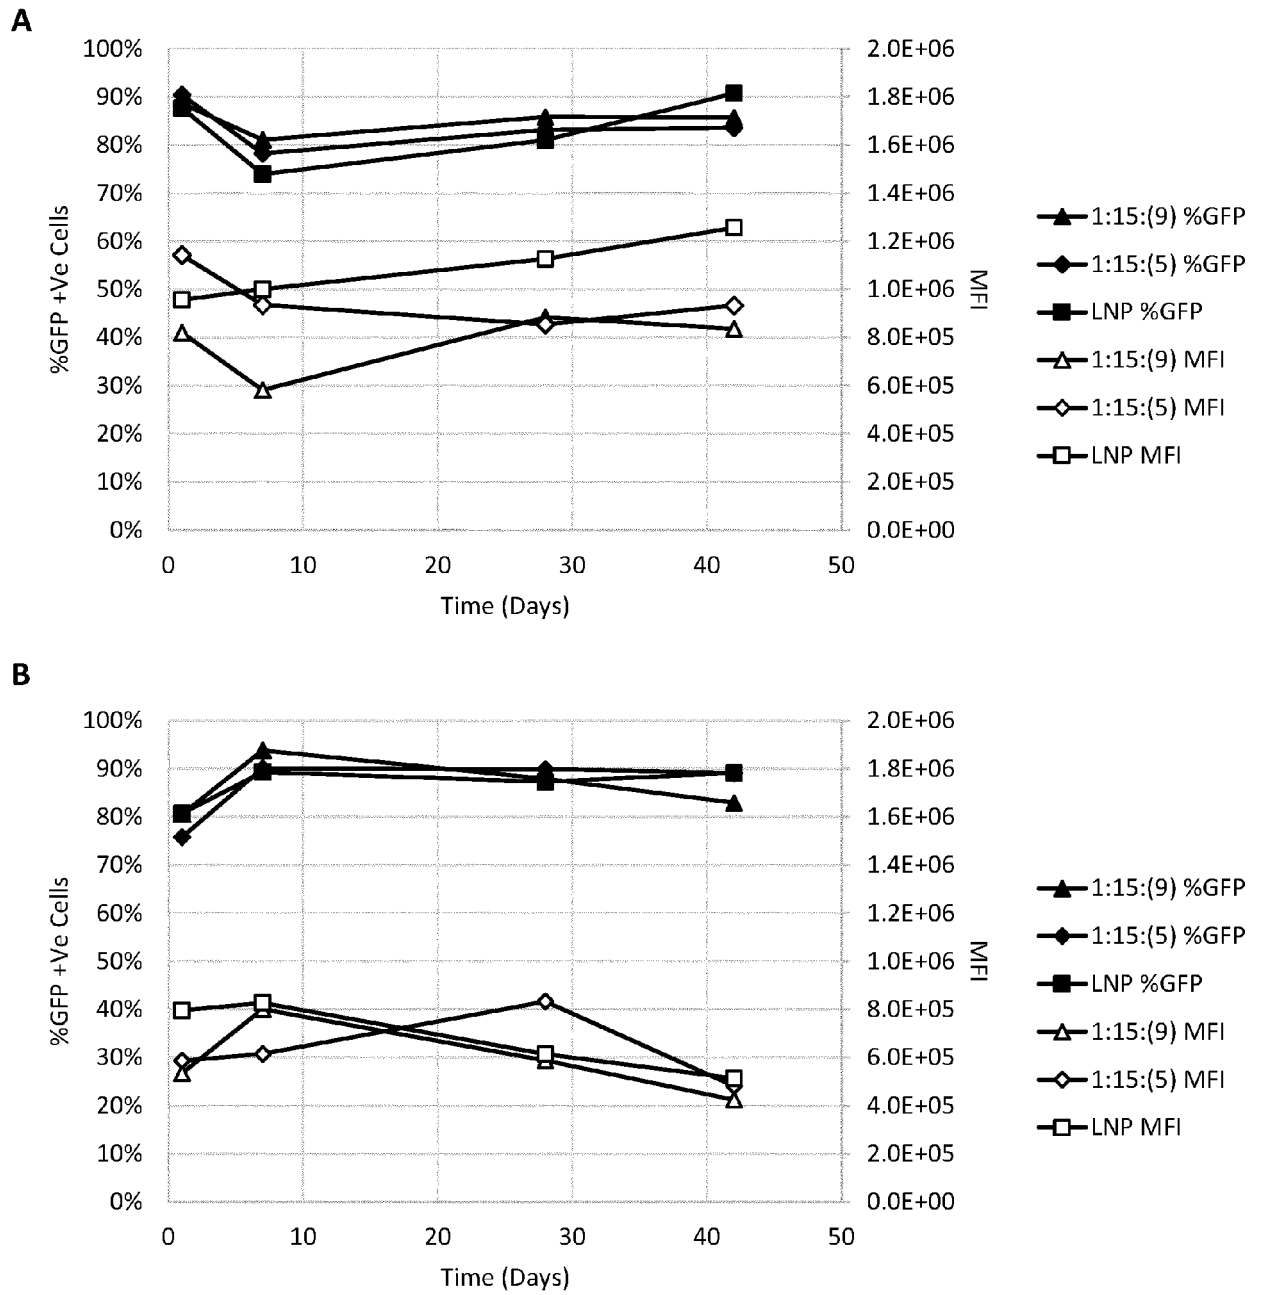 A
100% 2.0E+06
90% 1.8E+06
80% 1.6E+06
70% 1.4E+06
60% 1.2E+06
50% 1.0E+06
40% 8.0E+05
30% 6.0E+05
20% 4.0E+05
10% 2.0E+05
0% 0.0E+00
%GFP +Ve Cells
MFI
0 10 20 30 40 50
Time (Days)
1:15:(9) %GFP
1:15:(5) %GFP
LNP %GFP
1:15:(9) MFI
1:15:(5) MFI
LNP MFI
B
100% 2.0E+06
90% 1.8E+06
80% 1.6E+06
70% 1.4E+06
60% 1.2E+06
50% 1.0E+06
40% 8.0E+05
30% 6.0E+05
20% 4.0E+05
10% 2.0E+05
0% 0.0E+00
%GFP +Ve Cells
MFI
0 10 20 30 40 50
Time (Days)
1:15:(9) %GFP
1:15:(5) %GFP
LNP %GFP
1:15:(9) MFI
1:15:(5) MFI
LNP MFI